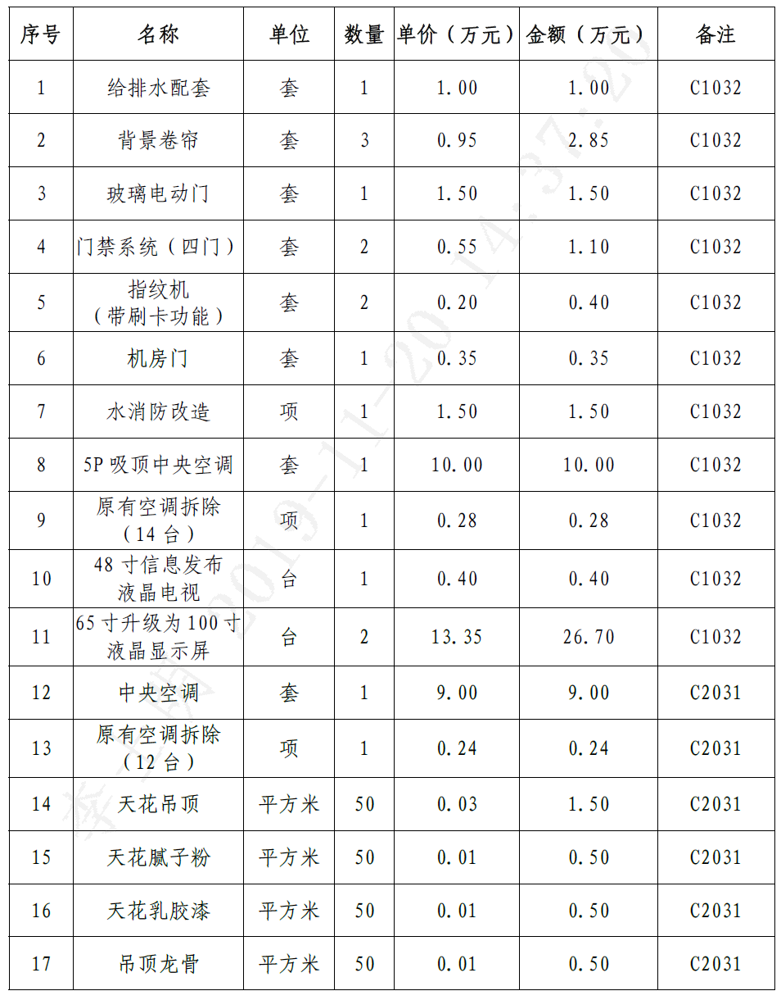 序号 名称 单位 数量 单价（万元） 金额（万元） 备注
1 给排水配套 套 1 1.00 1.00 C1032
2 背景卷帘 套 3 0.95 2.85 C1032
3 玻璃电动门 套 1 1.50 1.50 C1032
4 门禁系统（四门） 套 2 0.55 1.10 C1032
5 指纹机
（带刷卡功能） 套 2 0.20 0.40 C1032
6 机房门 套 1 0.35 0.35 C1032
7 水消防改造 项 1 1.50 1.50 C1032
8 5P吸顶中央空调 套 1 10.00 10.00 C1032
9 原有空调拆除
（14台） 项 1 0.28 0.28 C1032
10 48寸信息发布
液晶电视 台 1 0.40 0.40 C1032
11 65寸升级为100寸
液晶显示屏 台 2 13.35 26.70 C1032
12 中央空调 套 1 9.00 9.00 C2031
13 原有空调拆除
（12台） 项 1 0.24 0.24 C2031
14 天花吊顶 平方米 50 0.03 1.50 C2031
15 天花腻子粉 平方米 50 0.01 0.50 C2031
16 天花乳胶漆 平方米 50 0.01 0.50 C2031
17 吊顶龙骨 平方米 50 0.01 0.50 C2031
2019-11-20 14:37:20